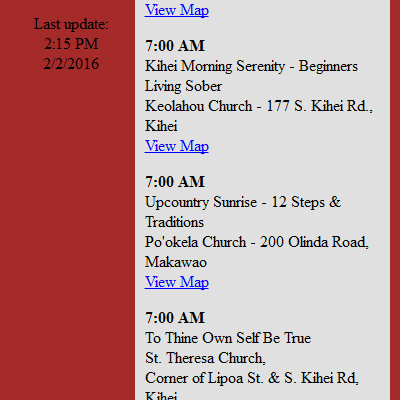 Last update:
2:15 PM
2/2/2016
View Map
7:00 AM
Kihei Morning Serenity - Beginners
Living Sober
Keolahou Church - 177 S. Kihei Rd.,
Kihei
View Map
7:00 AM
Upcountry Sunrise - 12 Steps &
Traditions
Po'okela Church - 200 Olinda Road,
Makawao
View Map
7:00 AM
To Thine Own Self Be True
St. Theresa Church,
Corner of Lipoa St. & S. Kihei Rd,
Kihei